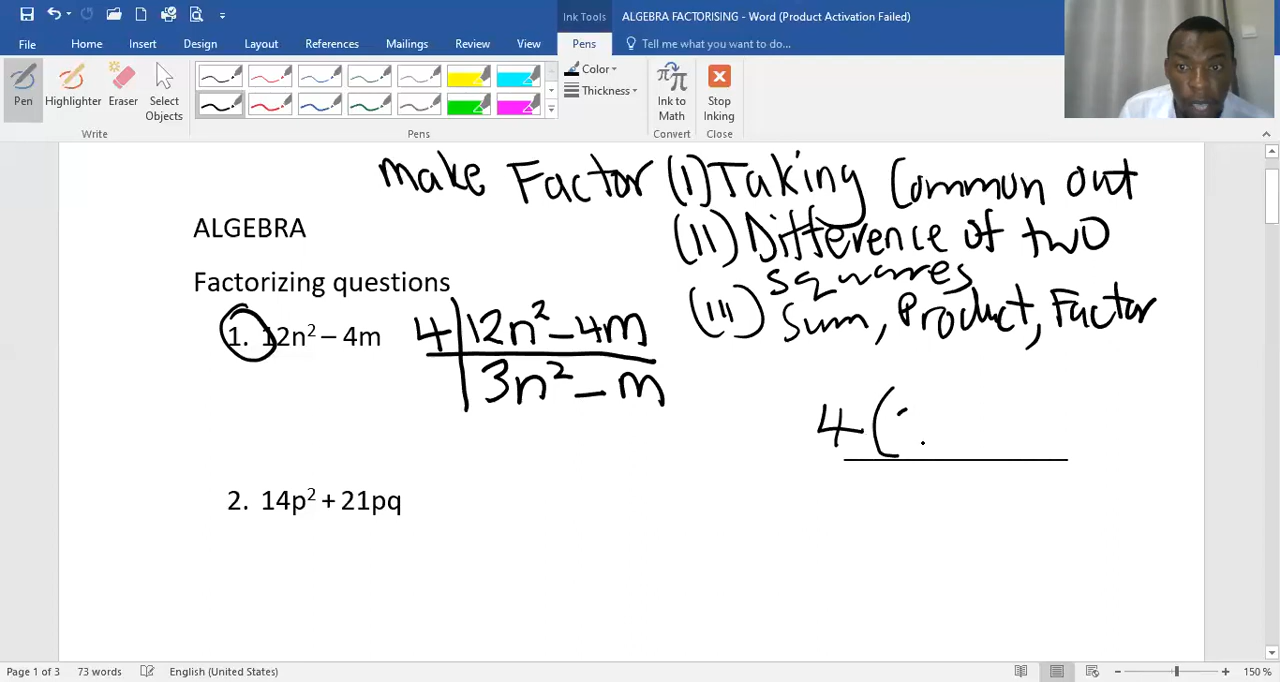 Ink Tools
ALGEBRA FACTORISING - Word (Product Activation Failed)
File Home Insert Design Layout References Mailings Review View Pens Tell me what you want to do...
Pen Highlighter Eraser Select Objects
Color
Thickness
Ink to Math
Stop Inking
Write Pens Convert Close
make Factor (i) Taking Common out
(ii) Difference of two
squares
(iii) Sum, Product, Factor
ALGEBRA
Factorizing questions
1. 12n² – 4m
4 | 12n² – 4m
3n² – m
4 (
2. 14p² + 21pq
Page 1 of 3 73 words English (United States) 150 %